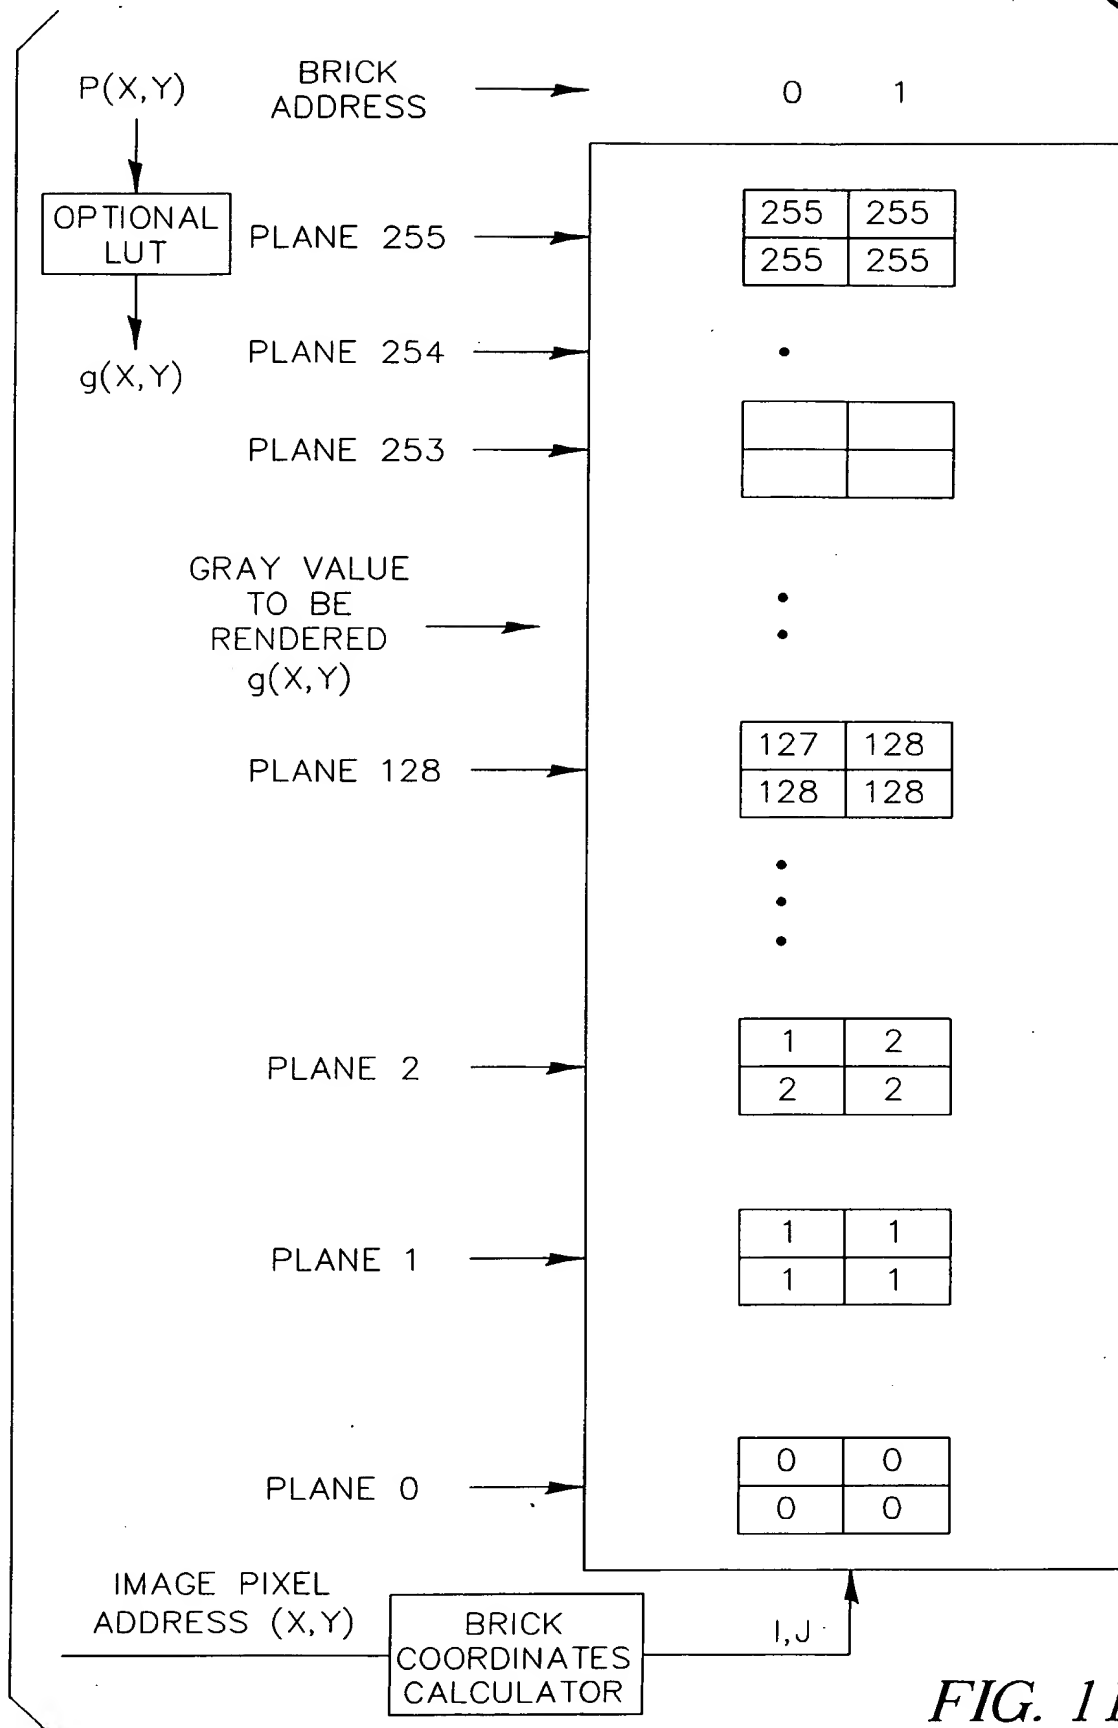 P(X,Y)
BRICK
ADDRESS
0 1
OPTIONAL
LUT
g(X,Y)
PLANE 255
255 255
255 255
PLANE 254
PLANE 253
GRAY VALUE
TO BE
RENDERED
g(X,Y)
PLANE 128
127 128
128 128
PLANE 2
1 2
2 2
PLANE 1
1 1
1 1
PLANE 0
0 0
0 0
IMAGE PIXEL
ADDRESS (X,Y)
BRICK
COORDINATES
CALCULATOR
I,J
FIG. 11